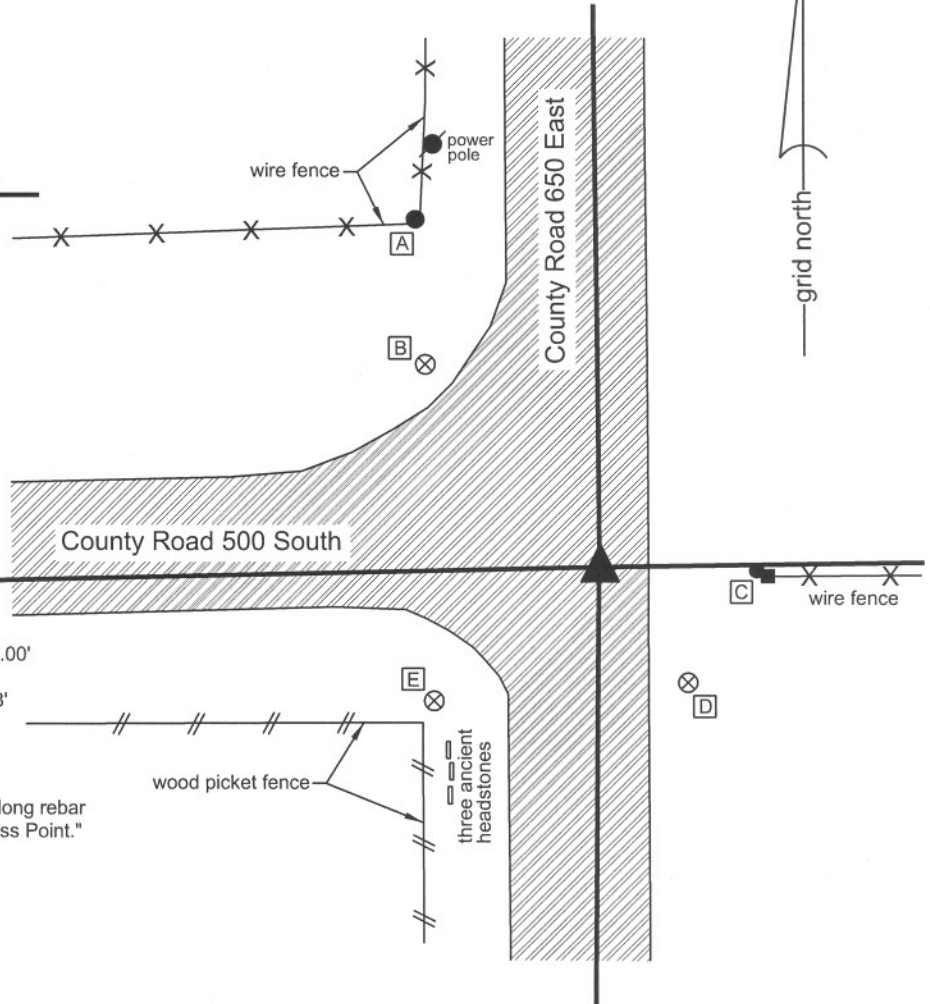 power
pole
wire fence
A
County Road 650 East
grid north
B
County Road 500 South
C
wire fence
.00'
E
D
wood picket fence
three ancient
headstones
long rebar
ss Point."